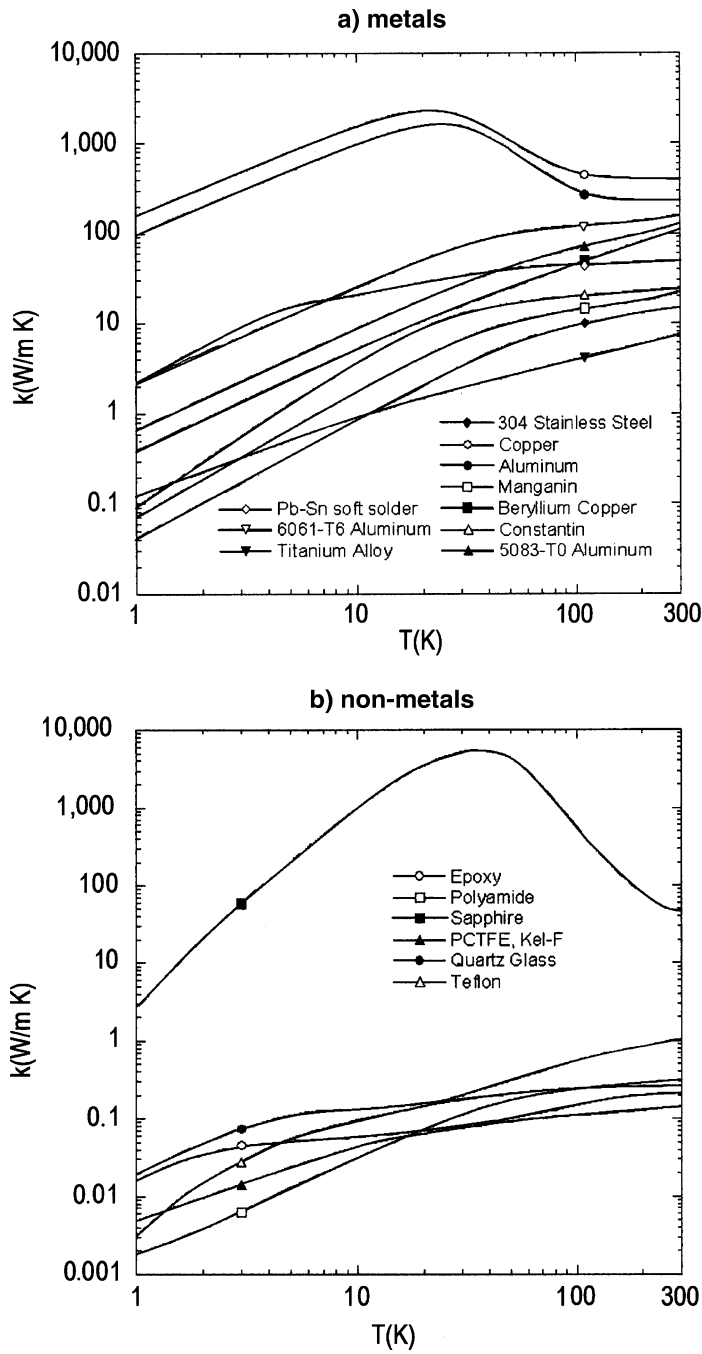 a) metals
10,000
1,000
100
10
1
0.1
0.01
k(W/m K)
304 Stainless Steel
Copper
Aluminum
Manganin
Pb-Sn soft solder Beryllium Copper
6061-T6 Aluminum Constantin
Titanium Alloy 5083-T0 Aluminum
1 10 100 300
T(K)
b) non-metals
10,000
1,000
100
10
1
0.1
0.01
0.001
k(W/m K)
Epoxy
Polyamide
Sapphire
PCTFE, Kel-F
Quartz Glass
Teflon
1 10 100 300
T(K)